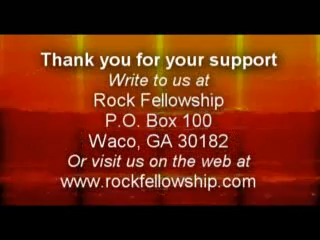 Thank you for your support
Write to us at
Rock Fellowship
P.O. Box 100
Waco, GA 30182
Or visit us on the web at
www.rockfellowship.com